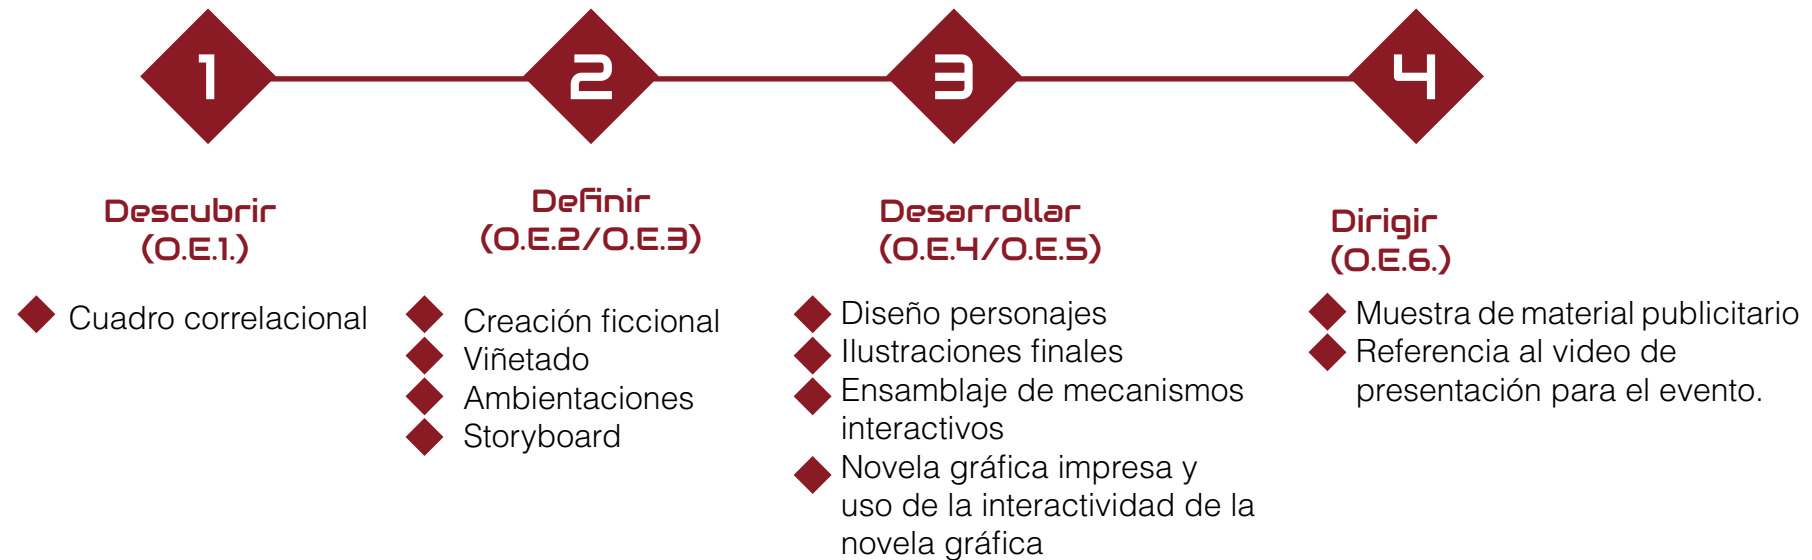 1
2
3
4
Descubrir
(O.E.1.)
Cuadro correlacional
Definir
(O.E.2/O.E.3)
Creación ficcional
Viñetado
Ambientaciones
Storyboard
Desarrollar
(O.E.4/O.E.5)
Diseño personajes
Ilustraciones finales
Ensamblaje de mecanismos
interactivos
Novela gráfica impresa y
uso de la interactividad de la
novela gráfica
Dirigir
(O.E.6.)
Muestra de material publicitario
Referencia al video de
presentación para el evento.